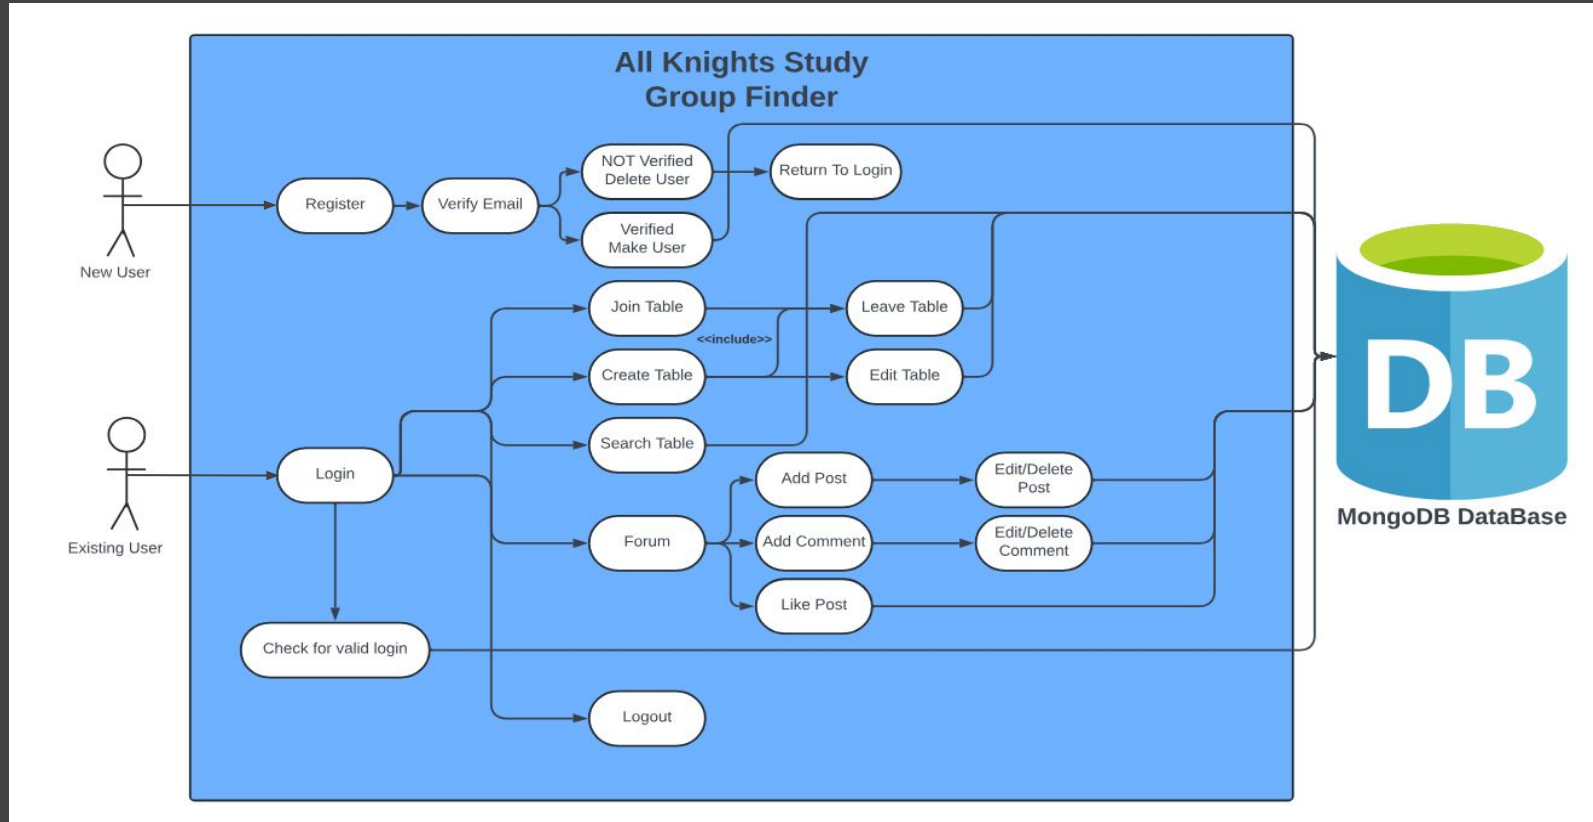 All Knights Study
Group Finder
NOT Verified
Delete User
Return To Login
Register
Verify Email
Verified
Make User
New User
Join Table
Leave Table
<<include>>
Create Table
Edit Table
Search Table
Login
Add Post
Edit/Delete
Post
Existing User
Forum
Add Comment
Edit/Delete
Comment
Like Post
Check for valid login
Logout
DB
MongoDB DataBase